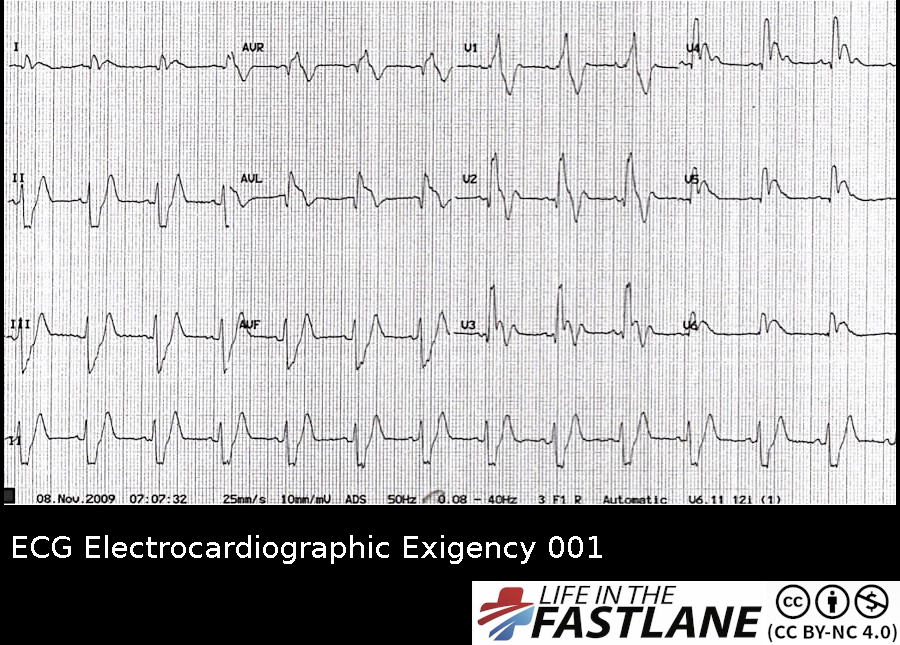 I AVR V1 V4
II AVL V2 V5
III AVF V3 V6
II
08.Nov.2009 07:07:32 25mm/s 10mm/mV ADS 50Hz 0.08 - 40Hz 3 F1 R Automatic V6.11 12i (1)
ECG Electrocardiographic Exigency 001
LIFE IN THE
FASTLANE
cc $
(CC BY-NC 4.0)